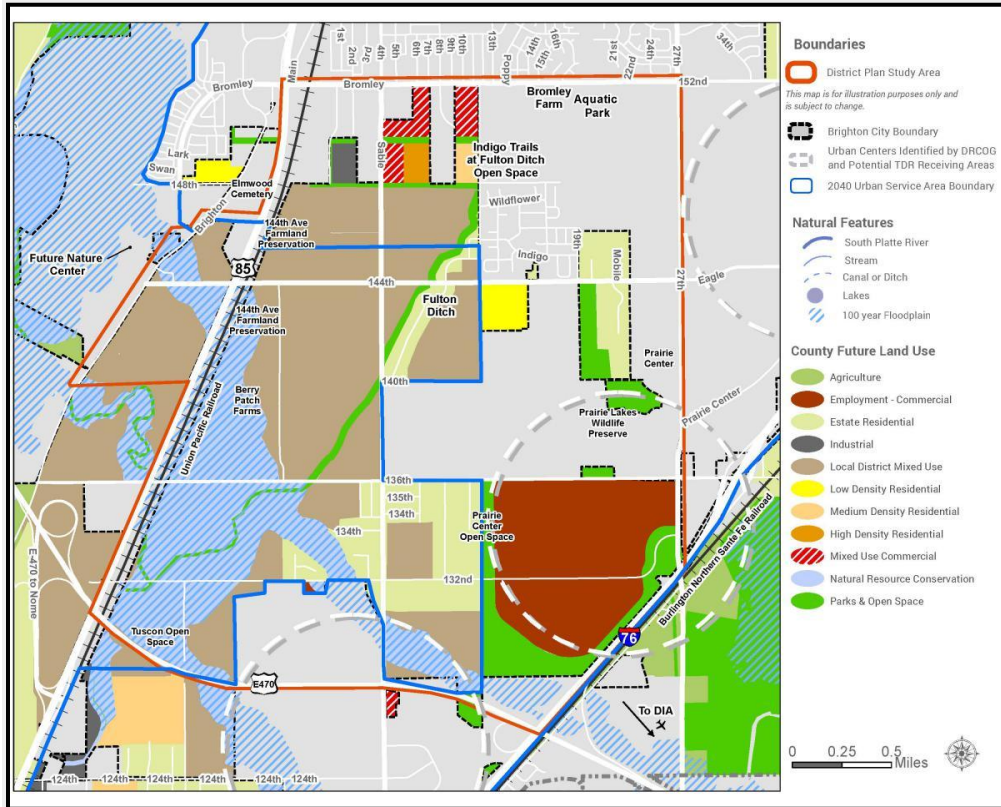 1st
2nd
3rd
4th
5th
6th
7th
8th
9th
10th
13th
Poppy
14th
15th
16th
21st
22nd
24th
27th
34th
Main
152nd
Bromley
Bromley
Bromley
Farm
Aquatic
Park
Lark
Swan
148th
Sable
Indigo Trails
at Fulton Ditch
Open Space
Elmwood
Cemetery
Brighton
Wildflower
144th Ave
Farmland
Preservation
Future Nature
Center
85
Indigo
19th
Mobile
27th
Eagle
144th
Fulton
Ditch
144th Ave
Farmland
Preservation
Prairie
Center
140th
Berry
Patch
Farms
Union Pacific Railroad
Prairie Lakes
Wildlife
Preserve
Prairie Center
136th
135th
134th
134th
Prairie
Center
Open Space
E-470 to Nome
132nd
Burlington Northern Sante Fe Railroad
76
Tuscon Open
Space
E470
To DIA
124th
124th
124th
124th
124th
124th
124th
Boundaries
District Plan Study Area
This map is for illustration purposes only and
is subject to change.
Brighton City Boundary
Urban Centers Identified by DRCOG
and Potential TDR Receiving Areas
2040 Urban Service Area Boundary
Natural Features
South Platte River
Stream
Canal or Ditch
Lakes
100 year Floodplain
County Future Land Use
Agriculture
Employment - Commercial
Estate Residential
Industrial
Local District Mixed Use
Low Density Residential
Medium Density Residential
High Density Residential
Mixed Use Commercial
Natural Resource Conservation
Parks & Open Space
0 0.25 0.5
Miles